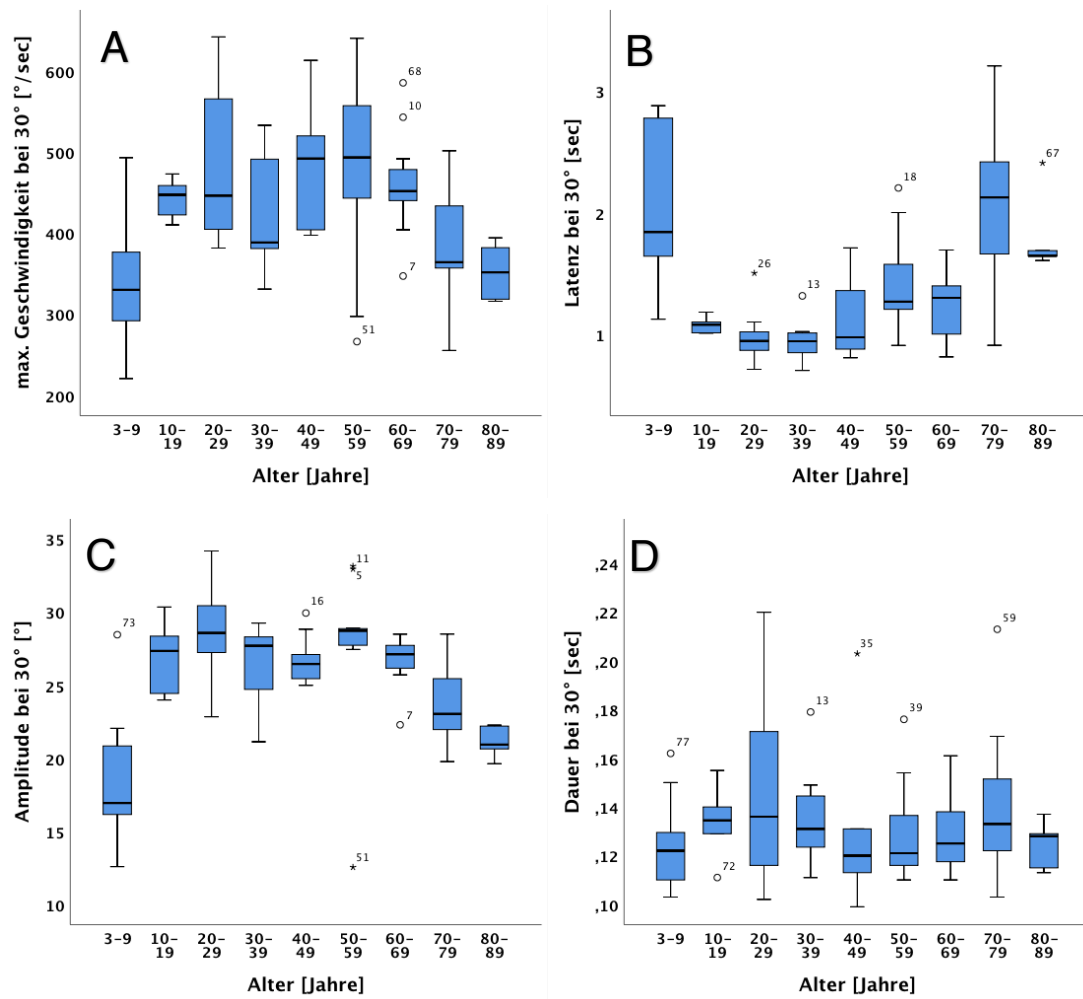 A
max. Geschwindigkeit bei 30° [°/sec]
600
500
400
300
200
68
10
7
51
3-9 10-19 20-29 30-39 40-49 50-59 60-69 70-79 80-89
Alter [Jahre]
B
Latenz bei 30° [sec]
3
2
1
26
13
18
67
3-9 10-19 20-29 30-39 40-49 50-59 60-69 70-79 80-89
Alter [Jahre]
C
Amplitude bei 30° [°]
35
30
25
20
15
10
73
16
11
5
51
7
3-9 10-19 20-29 30-39 40-49 50-59 60-69 70-79 80-89
Alter [Jahre]
D
Dauer bei 30° [sec]
,24
,22
,20
,18
,16
,14
,12
,10
77
72
13
35
39
59
3-9 10-19 20-29 30-39 40-49 50-59 60-69 70-79 80-89
Alter [Jahre]